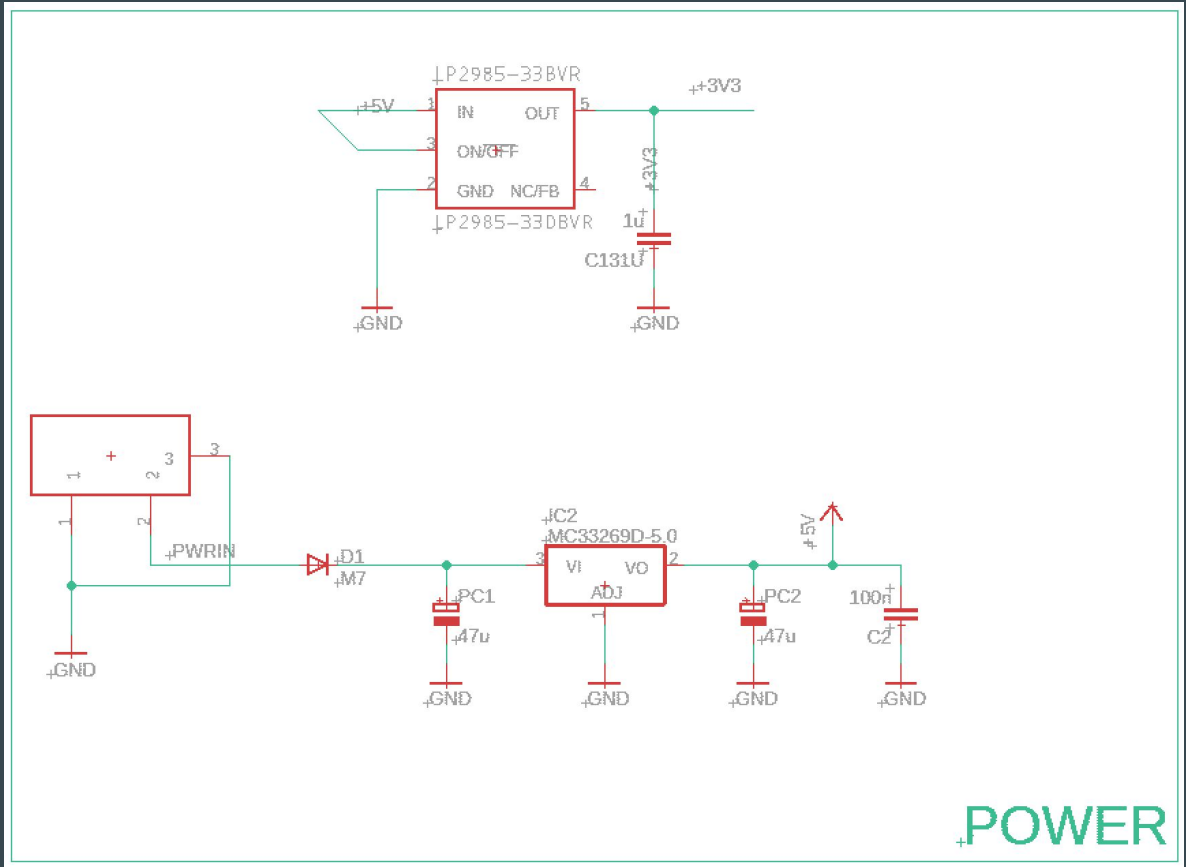 LP2985-33BVR
+5V
1
IN
OUT
5
+3V3
3
ON/OFF
+3V3
2
GND
NC/FB
4
LP2985-33DBVR
1u
C131U
GND
GND
3
3
1
2
1
2
PWRIN
D1
M7
IC2
MC33269D-5.0
3
VI
VO
2
ADJ
1
+5V
PC1
47u
PC2
47u
100n
C2
GND
GND
GND
GND
GND
POWER